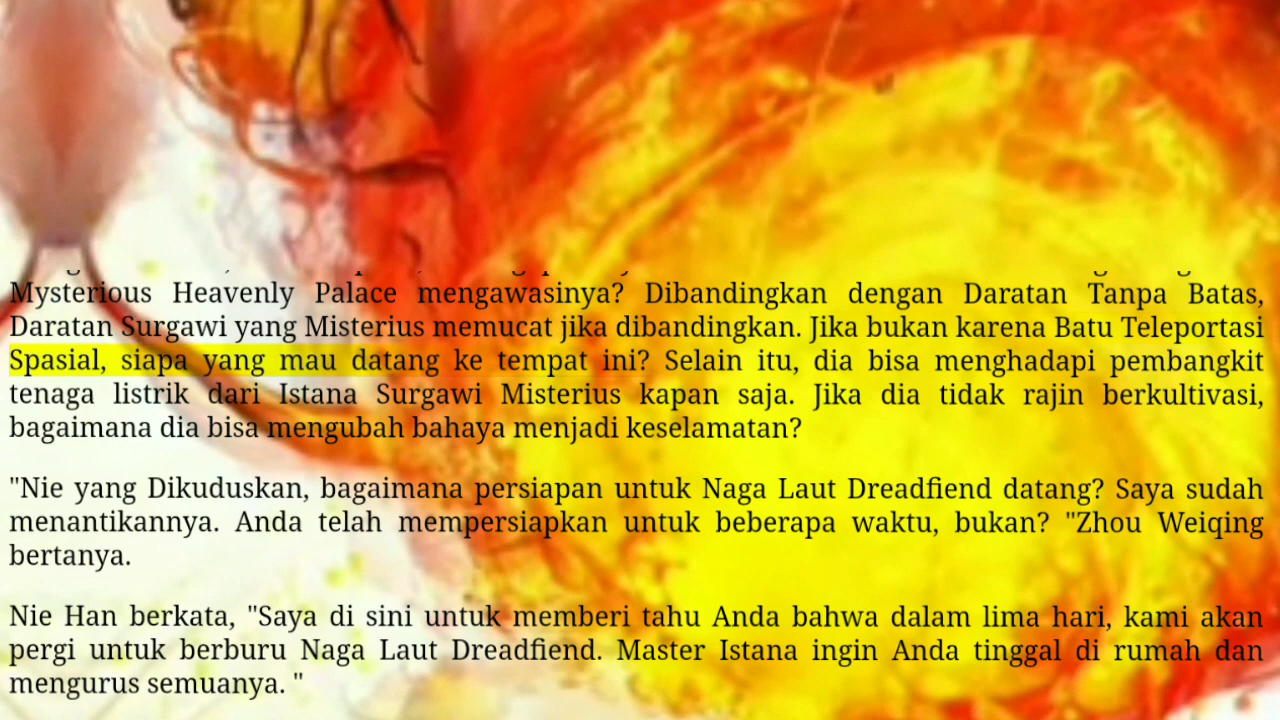 Mysterious Heavenly Palace mengawasinya? Dibandingkan dengan Daratan Tanpa Batas,
Daratan Surgawi yang Misterius memucat jika dibandingkan. Jika bukan karena Batu Teleportasi
Spasial, siapa yang mau datang ke tempat ini? Selain itu, dia bisa menghadapi pembangkit
tenaga listrik dari Istana Surgawi Misterius kapan saja. Jika dia tidak rajin berkultivasi,
bagaimana dia bisa mengubah bahaya menjadi keselamatan?
"Nie yang Dikuduskan, bagaimana persiapan untuk Naga Laut Dreadfiend datang? Saya sudah
menantikannya. Anda telah mempersiapkan untuk beberapa waktu, bukan? "Zhou Weiqing
bertanya.
Nie Han berkata, "Saya di sini untuk memberi tahu Anda bahwa dalam lima hari, kami akan
pergi untuk berburu Naga Laut Dreadfiend. Master Istana ingin Anda tinggal di rumah dan
mengurus semuanya. "